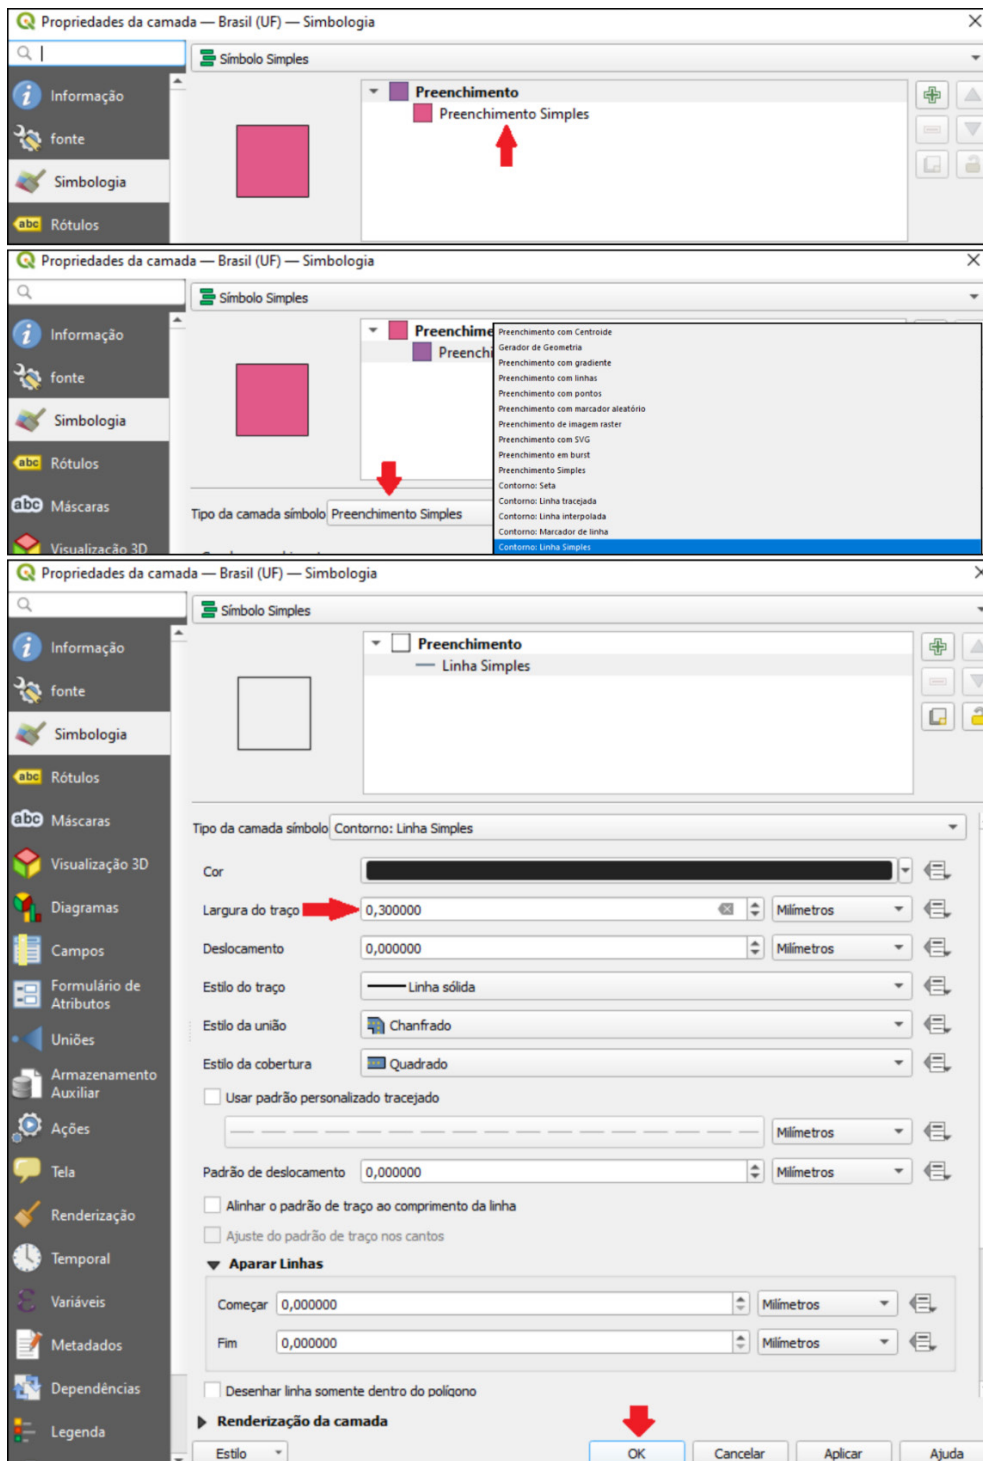 Propriedades da camada — Brasil (UF) — Simbologia
Símbolo Simples
Informação
fonte
Simbologia
abc Rótulos
Preenchimento
Preenchimento Simples
Propriedades da camada — Brasil (UF) — Simbologia
Símbolo Simples
Informação
fonte
Simbologia
abc Rótulos
abc Máscaras
Visualização 3D
Preenchime
Preenchi
Tipo da camada símbolo Preenchimento Simples
Preenchimento com Centroide
Gerador de Geometria
Preenchimento com gradiente
Preenchimento com linhas
Preenchimento com pontos
Preenchimento com marcador aleatório
Preenchimento de imagem raster
Preenchimento com SVG
Preenchimento em burst
Preenchimento Simples
Contorno: Seta
Contorno: Linha tracejada
Contorno: Linha interpolada
Contorno: Marcador de linha
Contorno: Linha Simples
Propriedades da camada — Brasil (UF) — Simbologia
Símbolo Simples
Informação
fonte
Simbologia
abc Rótulos
abc Máscaras
Visualização 3D
Diagramas
Campos
Formulário de
Atributos
Uniões
Armazenamento
Auxiliar
Ações
Tela
Renderização
Temporal
Variáveis
Metadados
Dependências
Legenda
Preenchimento
Linha Simples
Tipo da camada símbolo Contorno: Linha Simples
Cor
Largura do traço 0,300000 Milímetros
Deslocamento 0,000000 Milímetros
Estilo do traço Linha sólida
Estilo da união Chanfrado
Estilo da cobertura Quadrado
Usar padrão personalizado tracejado
Milímetros
Padrão de deslocamento 0,000000 Milímetros
Alinhar o padrão de traço ao comprimento da linha
Ajuste do padrão de traço nos cantos
Aparar Linhas
Começar 0,000000 Milímetros
Fim 0,000000 Milímetros
Desenhar linha somente dentro do polígono
Renderização da camada
Estilo OK Cancelar Aplicar Ajuda